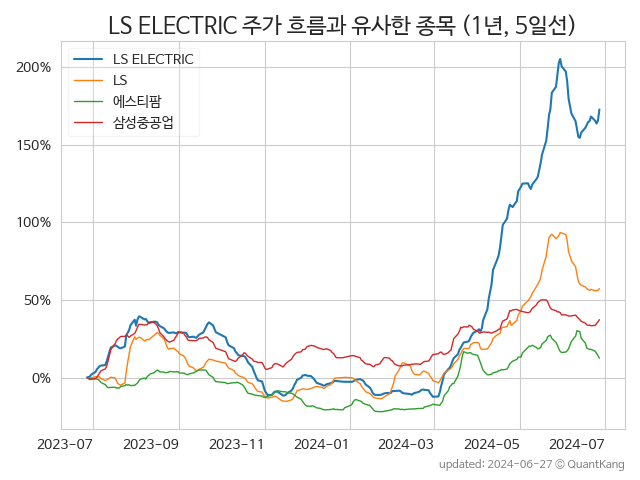 LS ELECTRIC 주가 흐름과 유사한 종목 (1년, 5일선)
LS ELECTRIC
LS
에스티팜
삼성중공업
200%
150%
100%
50%
0%
2023-07 2023-09 2023-11 2024-01 2024-03 2024-05 2024-07
updated: 2024-06-27 © QuantKang